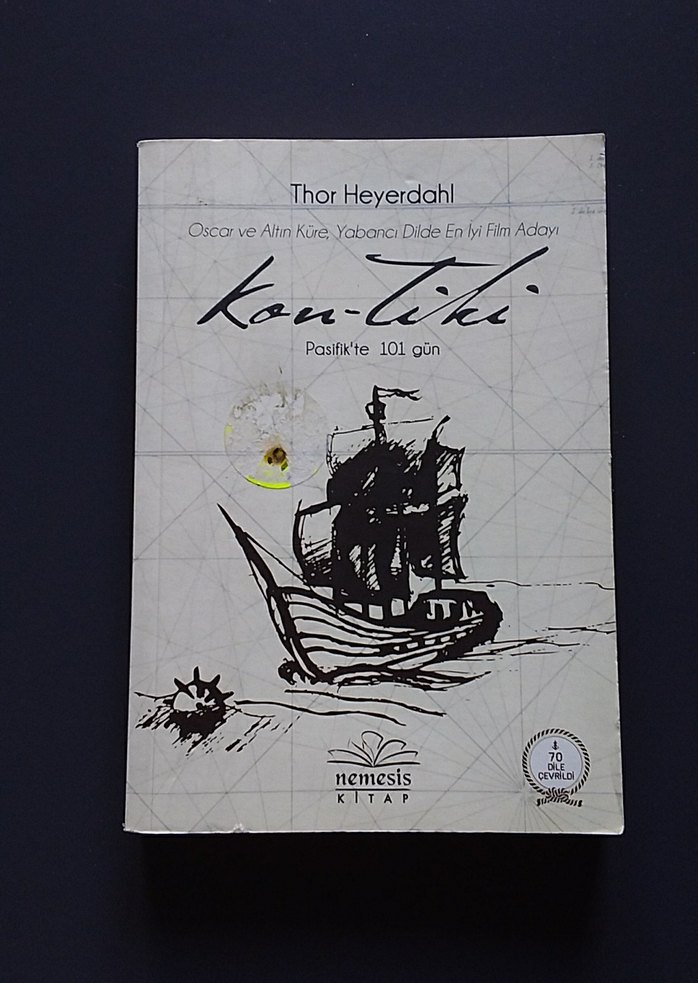 Thor Heyerdahl
Oscar ve Altın Küre, Yabancı Dilde En İyi Film Adayı
Kon-Tiki
Pasifik'te 101 gün
nemesis
KİTAP
70
DİLE
ÇEVRİLDİ